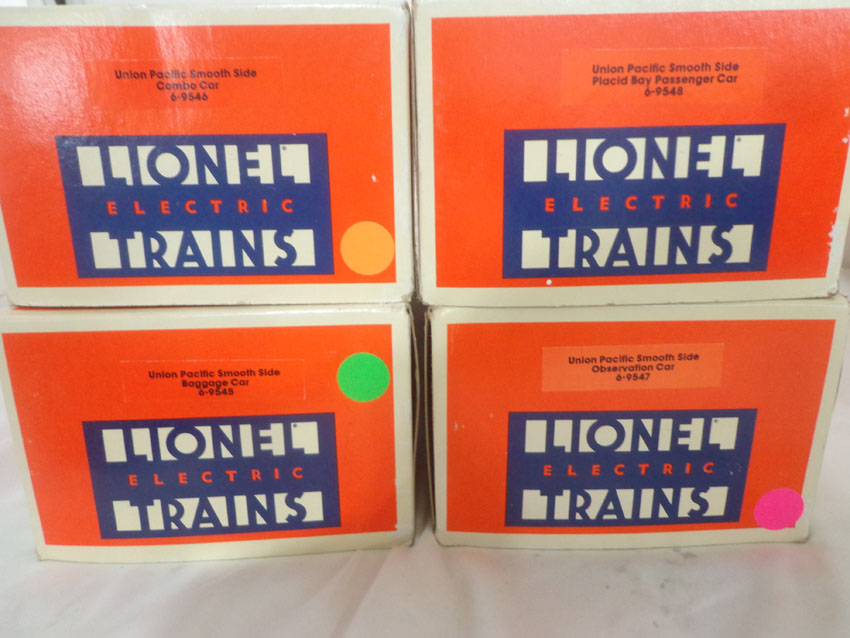 Union Pacific Smooth Side
Combo Car
6-9546
LIONEL
ELECTRIC
TRAINS
Union Pacific Smooth Side
Placid Bay Passenger Car
6-9548
LIONEL
ELECTRIC
TRAINS
Union Pacific Smooth Side
Baggage Car
6-9545
LIONEL
ELECTRIC
TRAINS
Union Pacific Smooth Side
Observation Car
6-9547
LIONEL
ELECTRIC
TRAINS